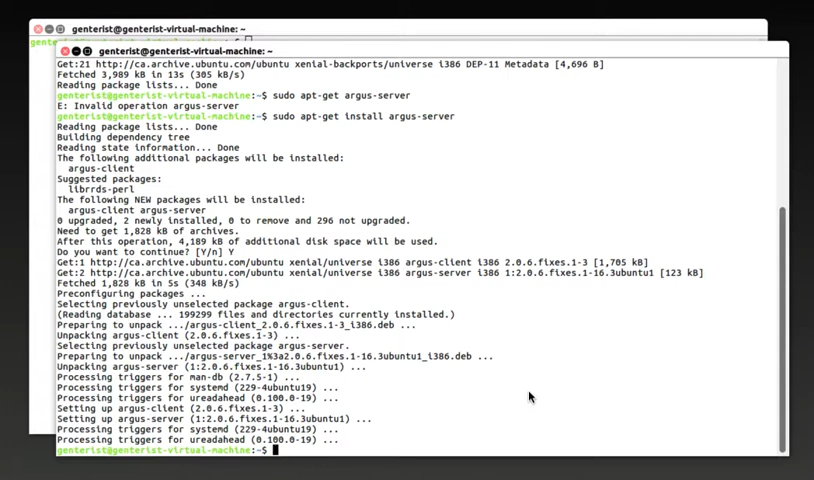 genterist@genterist-virtual-machine: ~
genterist@genterist-virtual-machine: ~
Get:21 http://ca.archive.ubuntu.com/ubuntu xenial-backports/universe i386 DEP-11 Metadata [4,696 B]
Fetched 3,989 kB in 13s (305 kB/s)
Reading package lists... Done
genterist@genterist-virtual-machine:~$ sudo apt-get argus-server
E: Invalid operation argus-server
genterist@genterist-virtual-machine:~$ sudo apt-get install argus-server
Reading package lists... Done
Building dependency tree
Reading state information... Done
The following additional packages will be installed:
argus-client
Suggested packages:
librrds-perl
The following NEW packages will be installed:
argus-client argus-server
0 upgraded, 2 newly installed, 0 to remove and 296 not upgraded.
Need to get 1,828 kB of archives.
After this operation, 4,189 kB of additional disk space will be used.
Do you want to continue? [Y/n] Y
Get:1 http://ca.archive.ubuntu.com/ubuntu xenial/universe i386 argus-client i386 2.0.6.fixes.1-3 [1,705 kB]
Get:2 http://ca.archive.ubuntu.com/ubuntu xenial/universe i386 argus-server i386 1:2.0.6.fixes.1-16.3ubuntu1 [123 kB]
Fetched 1,828 kB in 5s (348 kB/s)
Preconfiguring packages ...
Selecting previously unselected package argus-client.
(Reading database ... 199299 files and directories currently installed.)
Preparing to unpack .../argus-client_2.0.6.fixes.1-3_i386.deb ...
Unpacking argus-client (2.0.6.fixes.1-3) ...
Selecting previously unselected package argus-server.
Preparing to unpack .../argus-server_1%3a2.0.6.fixes.1-16.3ubuntu1_i386.deb ...
Unpacking argus-server (1:2.0.6.fixes.1-16.3ubuntu1) ...
Processing triggers for man-db (2.7.5-1) ...
Processing triggers for systemd (229-4ubuntu19) ...
Processing triggers for ureadahead (0.100.0-19) ...
Setting up argus-client (2.0.6.fixes.1-3) ...
Setting up argus-server (1:2.0.6.fixes.1-16.3ubuntu1) ...
Processing triggers for systemd (229-4ubuntu19) ...
Processing triggers for ureadahead (0.100.0-19) ...
genterist@genterist-virtual-machine:~$